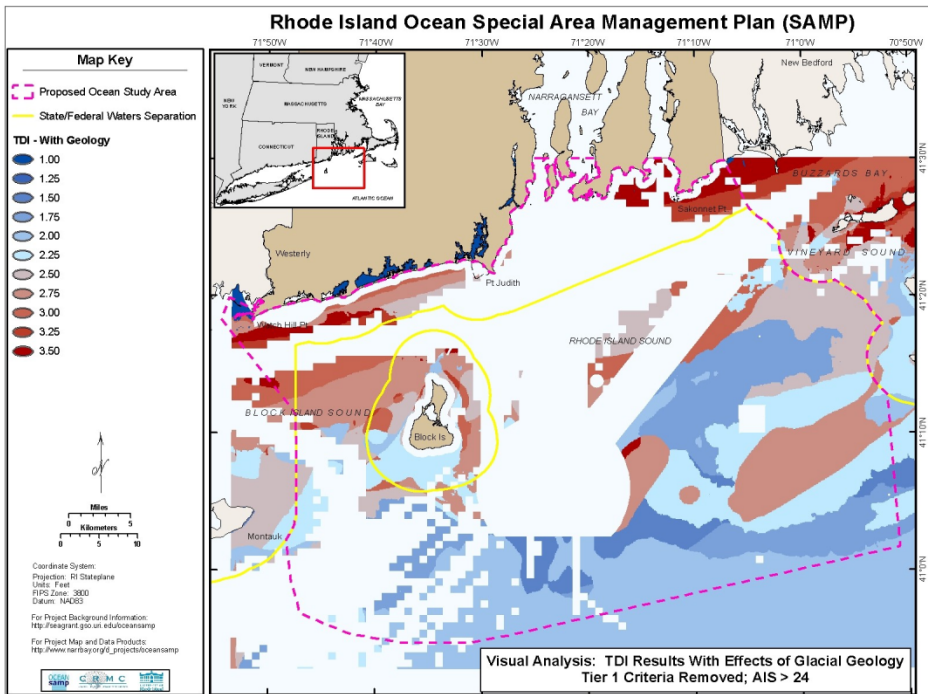 Rhode Island Ocean Special Area Management Plan (SAMP)
71°50'W 71°40'W 71°30'W 71°20'W 71°10'W 71°0'W 70°50'W
Map Key
Proposed Ocean Study Area
State/Federal Waters Separation
TDI - With Geology
1.00
1.25
1.50
1.75
2.00
2.25
2.50
2.75
3.00
3.25
3.50
N
Miles
0 5 10
Kilometers
0 5 10
Coordinate System:
Projection: RI Stateplane
Units: Feet
FIPS Zone: 3800
Datum: NAD83
For Project Background Information:
http://seagrant.gso.uri.edu/oceansamp
For Project Map and Data Products:
http://www.narrbay.org/d_projects/oceansamp
OCEAN
samp
CRMC
VERMONT
NEW HAMPSHIRE
NEW
YORK
MASSACHUSETTS
MASSACHUSETTS
BAY
RHODE
ISLAND
CONNECTICUT
ATLANTIC OCEAN
New Bedford
NARRAGANSETT
BAY
BUZZARDS BAY
Sakonnet Pt
VINEYARD SOUND
Westerly
Pt Judith
Watch Hill Pt
RHODE ISLAND SOUND
BLOCK ISLAND SOUND
Block Is
Montauk
41°30'N
41°20'N
41°10'N
41°0'N
Visual Analysis: TDI Results With Effects of Glacial Geology
Tier 1 Criteria Removed; AIS > 24